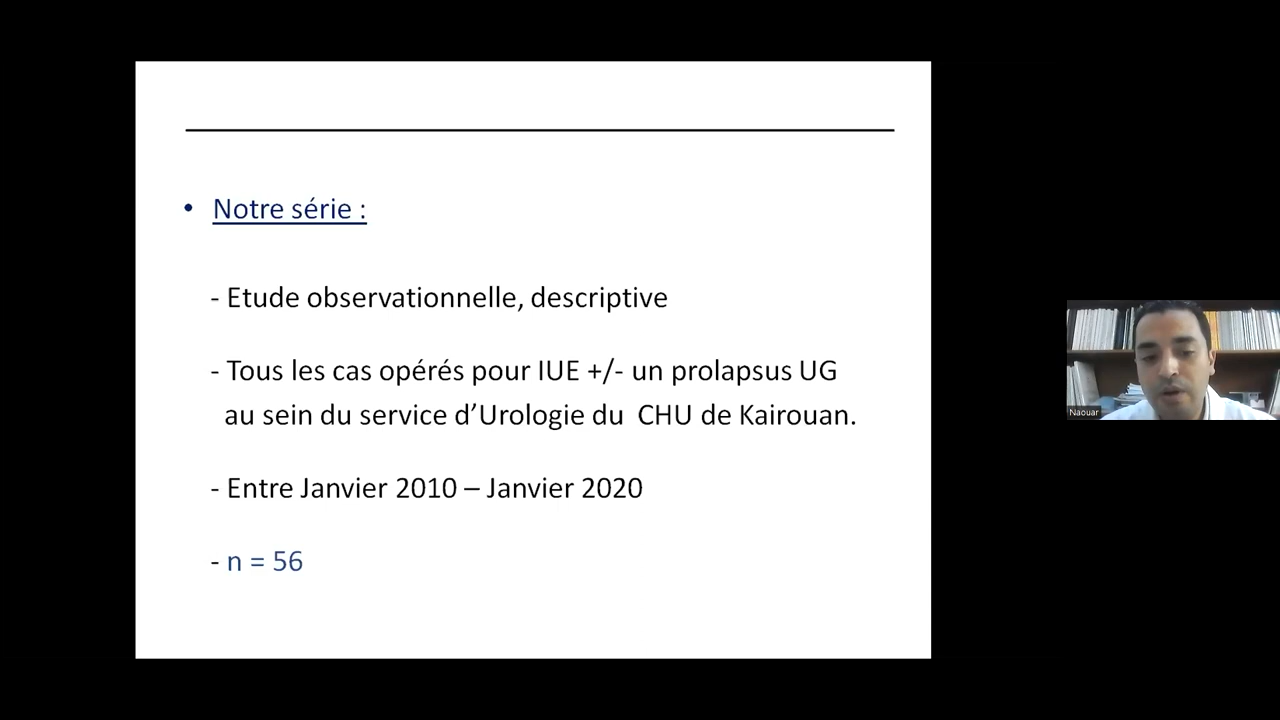 • Notre série :
- Etude observationnelle, descriptive
- Tous les cas opérés pour IUE +/- un prolapsus UG
au sein du service d’Urologie du CHU de Kairouan.
- Entre Janvier 2010 – Janvier 2020
- n = 56
Naouar